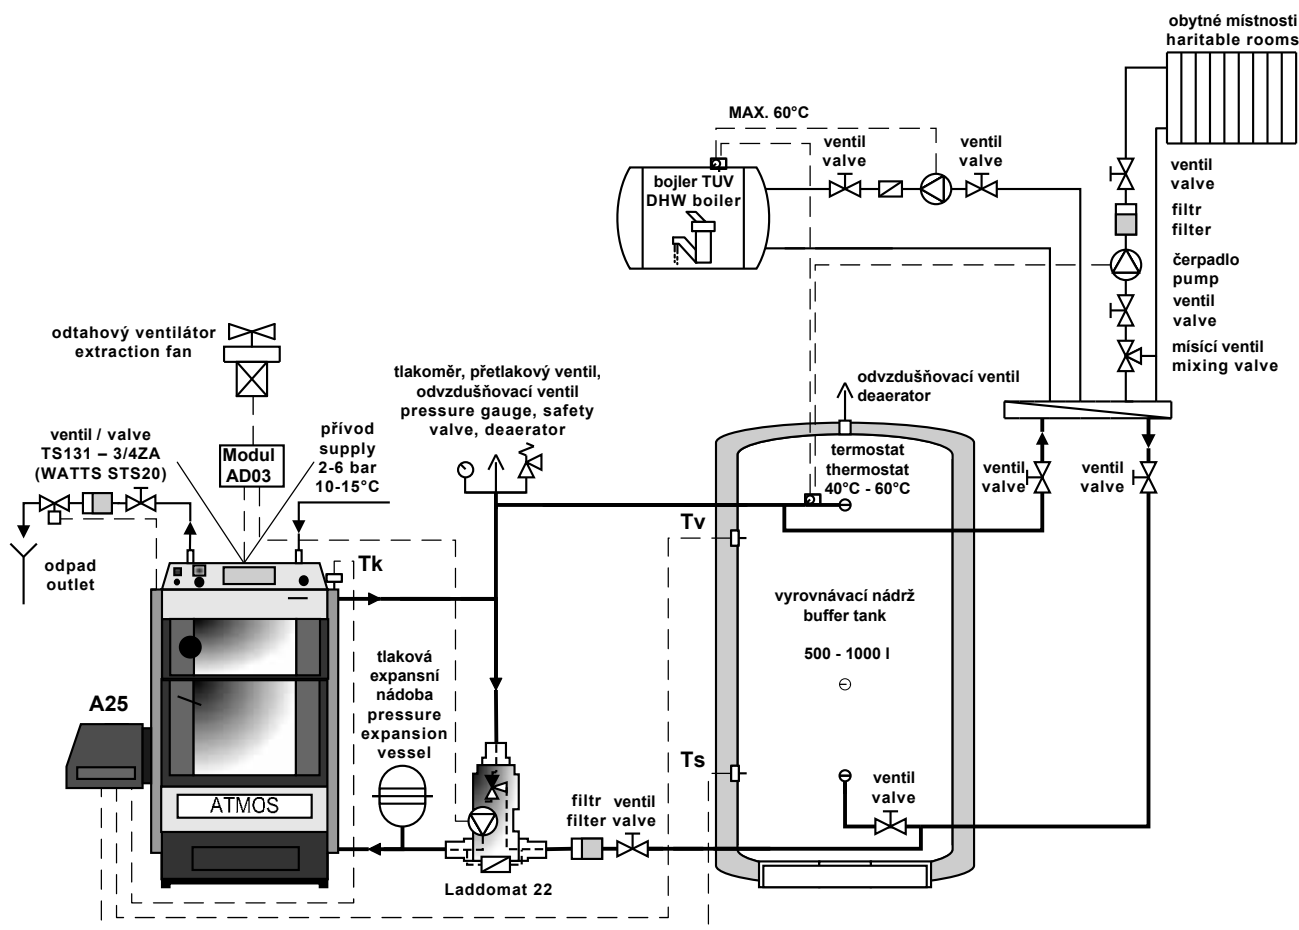 obytné místnosti
haritable rooms
MAX. 60°C
ventil
valve
ventil
valve
ventil
valve
bojler TUV
DHW boiler
filtr
filter
čerpadlo
pump
ventil
valve
mísící ventil
mixing valve
odtahový ventilátor
extraction fan
tlakoměr, přetlakový ventil,
odvzdušňovací ventil
pressure gauge, safety
valve, deaerator
odvzdušňovací ventil
deaerator
ventil / valve
TS131 – 3/4ZA
(WATTS STS20)
Modul
AD03
přívod
supply
2-6 bar
10-15°C
termostat
thermostat
40°C - 60°C
ventil
valve
ventil
valve
Tv
odpad
outlet
Tk
vyrovnávací nádrž
buffer tank
500 - 1000 l
tlaková
expansní
nádoba
pressure
expansion
vessel
A25
Ts
ATMOS
filtr
filter
ventil
valve
ventil
valve
Laddomat 22